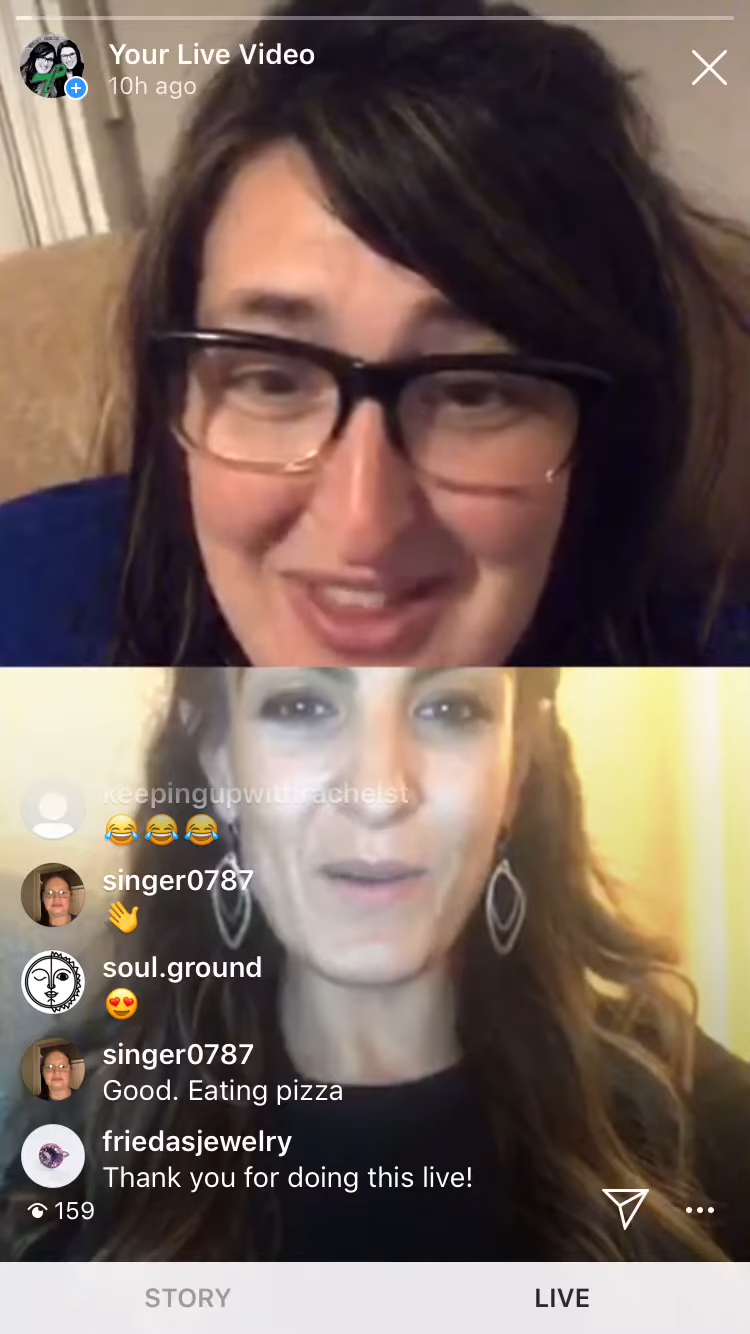 Your Live Video
10h ago
keepingupwithrachelst
😂😂😂
singer0787
👋
soul.ground
😍
singer0787
Good. Eating pizza
friedasjewelry
Thank you for doing this live!
159
STORY
LIVE